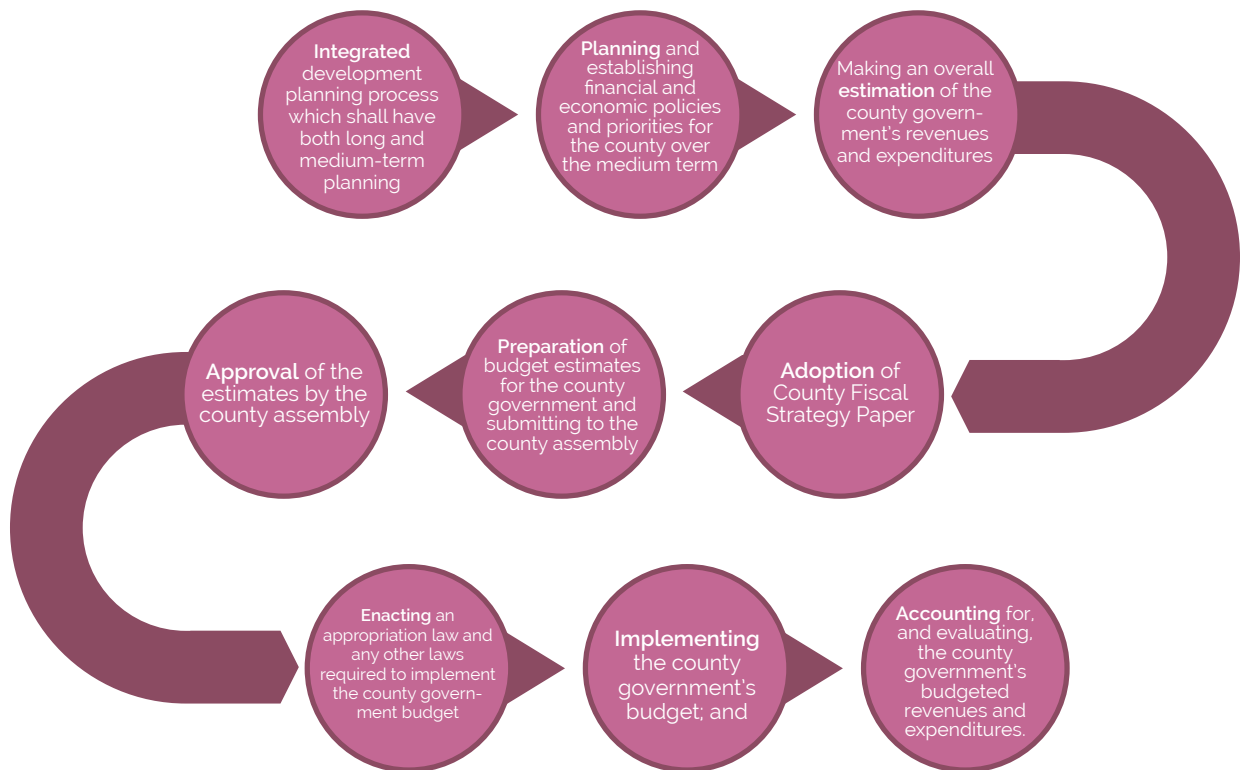 Integrated
development
planning process
which shall have
both long and
medium-term
planning
Planning and
establishing
financial and
economic policies
and priorities for
the county over
the medium term
Making an overall
estimation of the
county govern-
ment's revenues
and expenditures
Adoption of
County Fiscal
Strategy Paper
Preparation of
budget estimates
for the county
government and
submitting to the
county assembly
Approval of the
estimates by the
county assembly
Enacting an
appropriation law and
any other laws
required to implement
the county govern-
ment budget
Implementing
the county
government's
budget; and
Accounting for,
and evaluating,
the county
government's
budgeted
revenues and
expenditures.